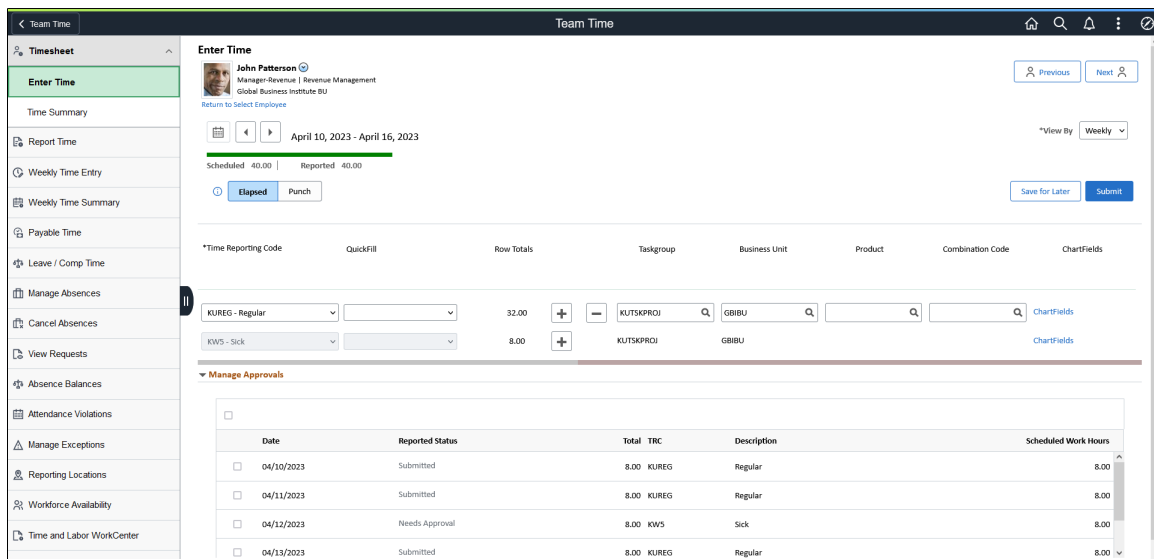 Team Time
Team Time
Timesheet
Enter Time
Time Summary
Report Time
Weekly Time Entry
Weekly Time Summary
Payable Time
Leave / Comp Time
Manage Absences
Cancel Absences
View Requests
Absence Balances
Attendance Violations
Manage Exceptions
Reporting Locations
Workforce Availability
Time and Labor WorkCenter
Enter Time
John Patterson
Manager-Revenue | Revenue Management
Global Business Institute BU
Return to Select Employee
Previous Next
April 10, 2023 - April 16, 2023
*View By Weekly
Scheduled 40.00 | Reported 40.00
Elapsed Punch
Save for Later Submit
*Time Reporting Code QuickFill Row Totals Taskgroup Business Unit Product Combination Code ChartFields
KUREG - Regular 32.00 + − KUTSKPROJ GBIBU ChartFields
KW5 - Sick 8.00 + KUTSKPROJ GBIBU ChartFields
Manage Approvals
Date Reported Status Total TRC Description Scheduled Work Hours
04/10/2023 Submitted 8.00 KUREG Regular 8.00
04/11/2023 Submitted 8.00 KUREG Regular 8.00
04/12/2023 Needs Approval 8.00 KW5 Sick 8.00
04/13/2023 Submitted 8.00 KUREG Regular 8.00